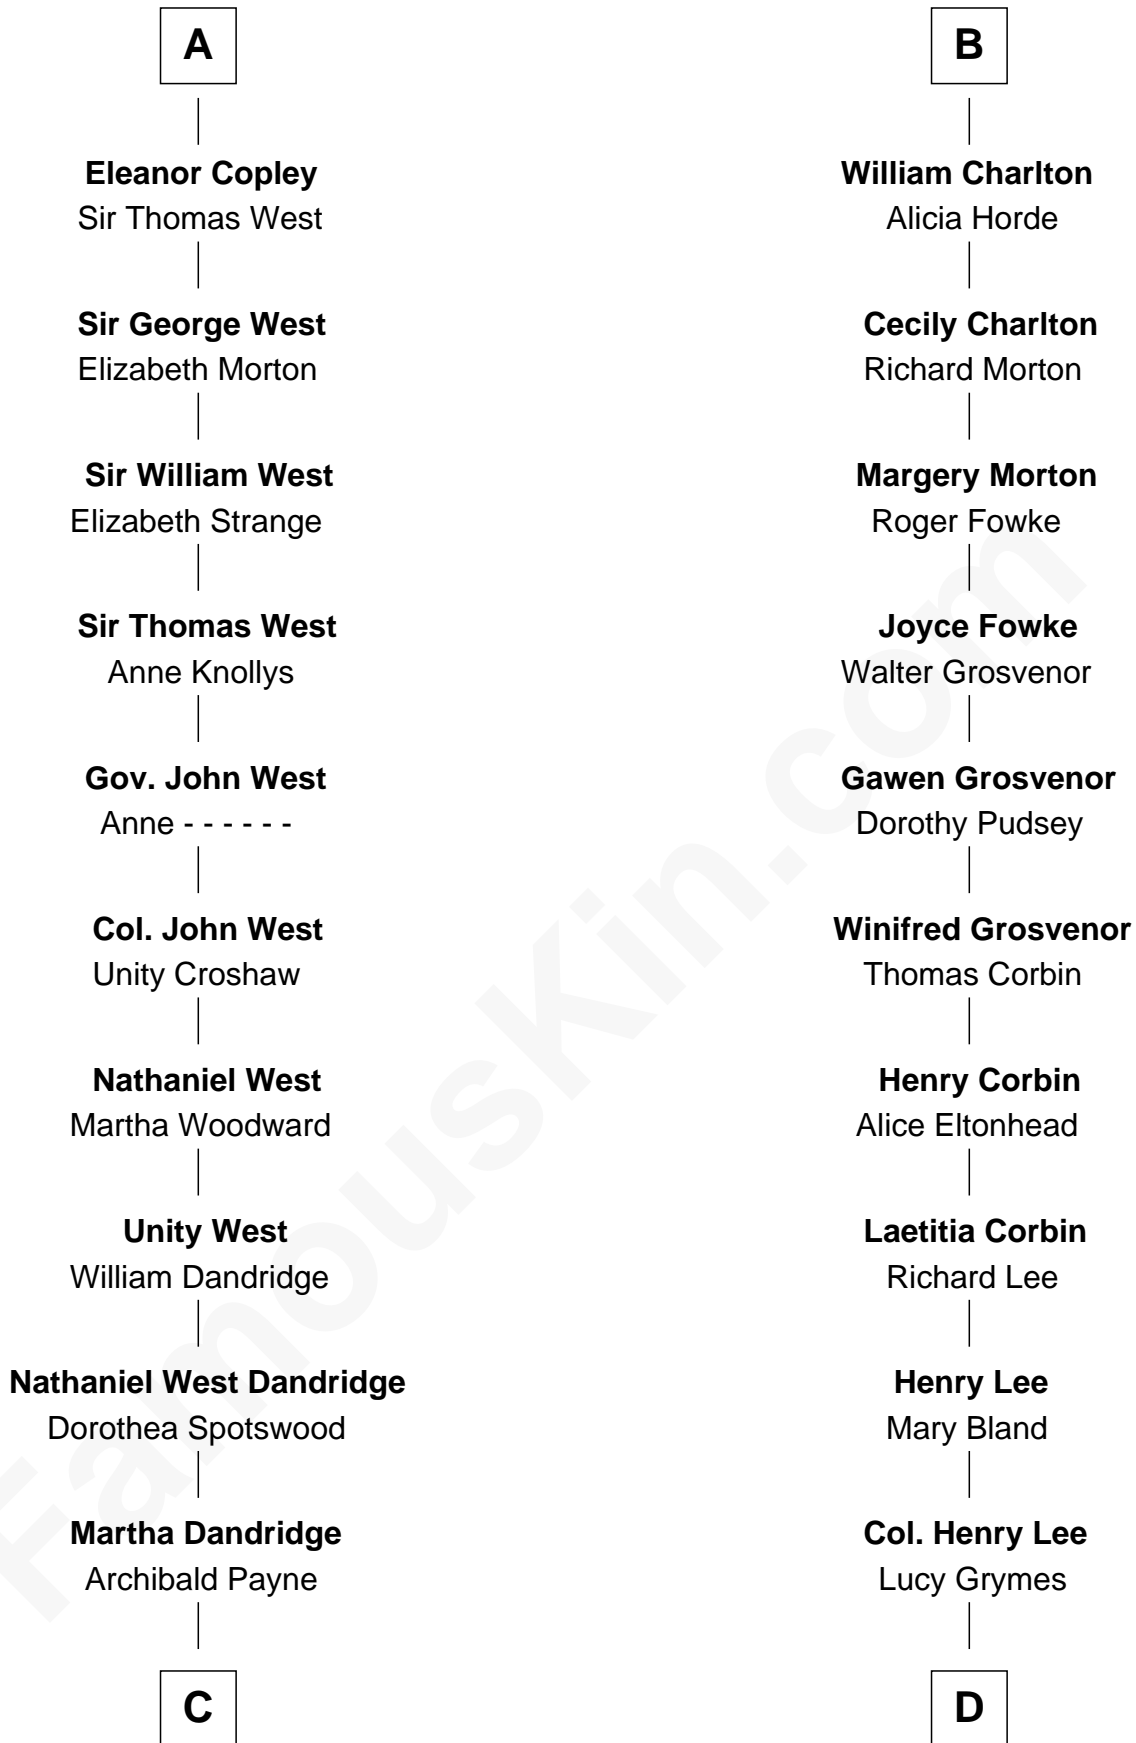 A
Eleanor Copley
Sir Thomas West
Sir George West
Elizabeth Morton
Sir William West
Elizabeth Strange
Sir Thomas West
Anne Knollys
Gov. John West
Anne - - - - - -
Col. John West
Unity Croshaw
Nathaniel West
Martha Woodward
Unity West
William Dandridge
Nathaniel West Dandridge
Dorothea Spotswood
Martha Dandridge
Archibald Payne
C
B
William Charlton
Alicia Horde
Cecily Charlton
Richard Morton
Margery Morton
Roger Fowke
Joyce Fowke
Walter Grosvenor
Gawen Grosvenor
Dorothy Pudsey
Winifred Grosvenor
Thomas Corbin
Henry Corbin
Alice Eltonhead
Laetitia Corbin
Richard Lee
Henry Lee
Mary Bland
Col. Henry Lee
Lucy Grymes
D
FamousKin.com